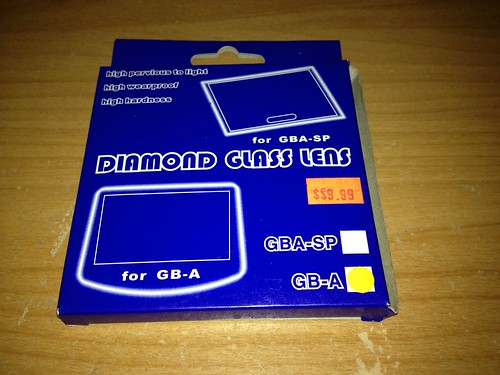 high pervious to light
high wearproof
high hardness
for GBA-SP
DIAMOND GLASS LENS
$$9.99
for GB-A
GBA-SP
GB-A